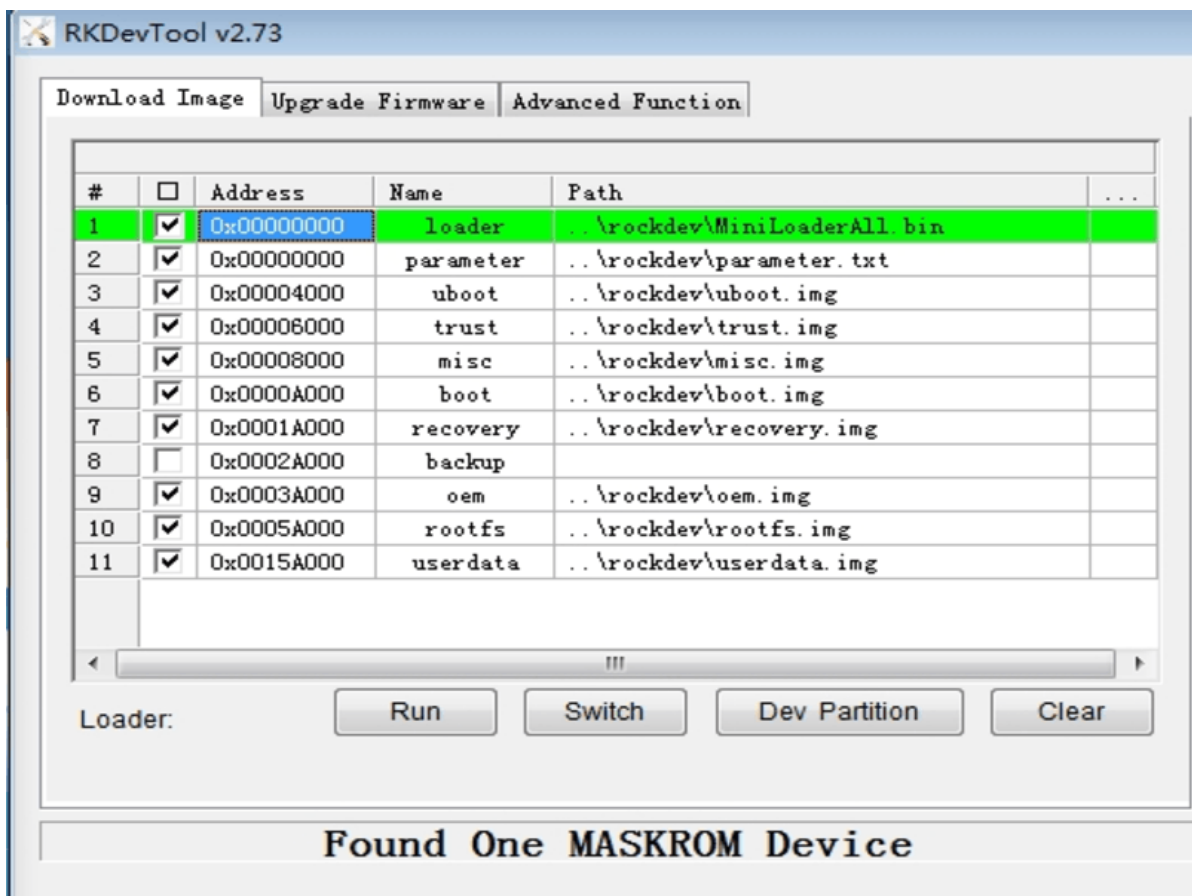 RKDevTool v2.73
Download Image Upgrade Firmware Advanced Function
# Address Name Path ...
1 0x00000000 loader ..\rockdev\MiniLoaderAll.bin
2 0x00000000 parameter ..\rockdev\parameter.txt
3 0x00004000 uboot ..\rockdev\uboot.img
4 0x00006000 trust ..\rockdev\trust.img
5 0x00008000 misc ..\rockdev\misc.img
6 0x0000A000 boot ..\rockdev\boot.img
7 0x0001A000 recovery ..\rockdev\recovery.img
8 0x0002A000 backup
9 0x0003A000 oem ..\rockdev\oem.img
10 0x0005A000 rootfs ..\rockdev\rootfs.img
11 0x0015A000 userdata ..\rockdev\userdata.img
Loader: Run Switch Dev Partition Clear
Found One MASKROM Device